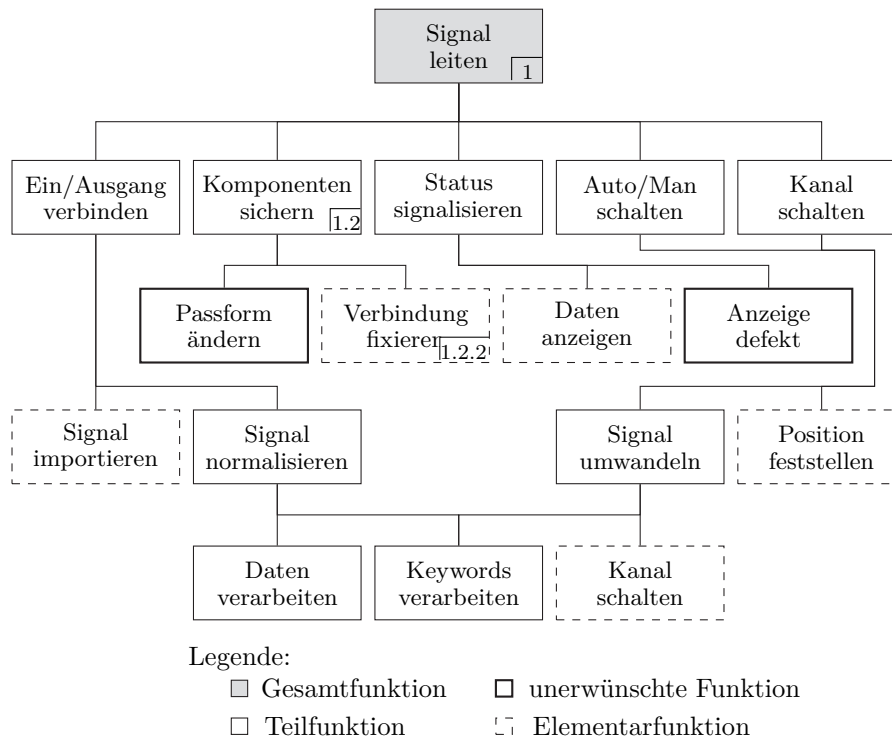 Signal
leiten
1
Ein/Ausgang
verbinden
Komponenten
sichern
1.2
Status
signalisieren
Auto/Man
schalten
Kanal
schalten
Passform
ändern
Verbindung
fixieren
1.2.2
Daten
anzeigen
Anzeige
defekt
Signal
importieren
Signal
normalisieren
Signal
umwandeln
Position
feststellen
Daten
verarbeiten
Keywords
verarbeiten
Kanal
schalten
Legende:
Gesamtfunktion
unerwünschte Funktion
Teilfunktion
Elementarfunktion